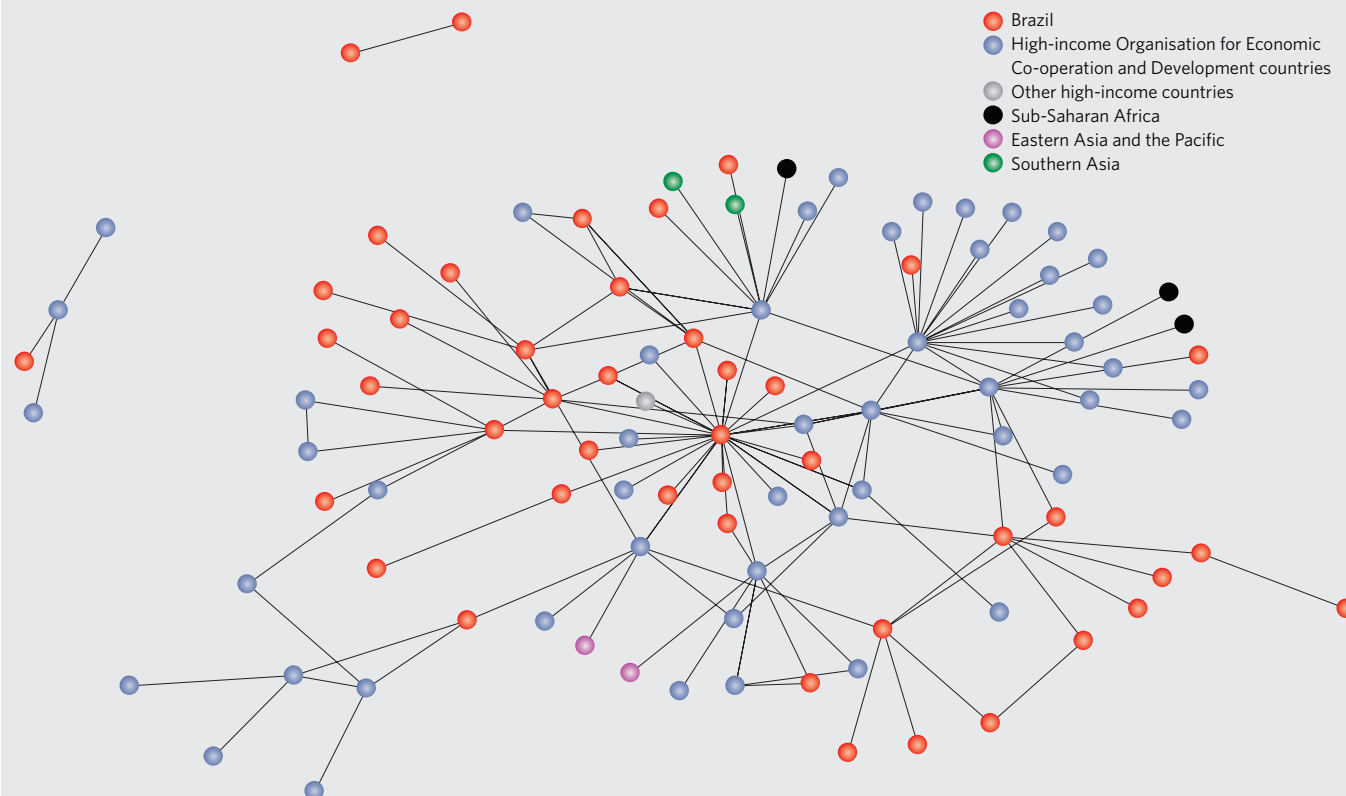 Brazil
High-income Organisation for Economic
Co-operation and Development countries
Other high-income countries
Sub-Saharan Africa
Eastern Asia and the Pacific
Southern Asia